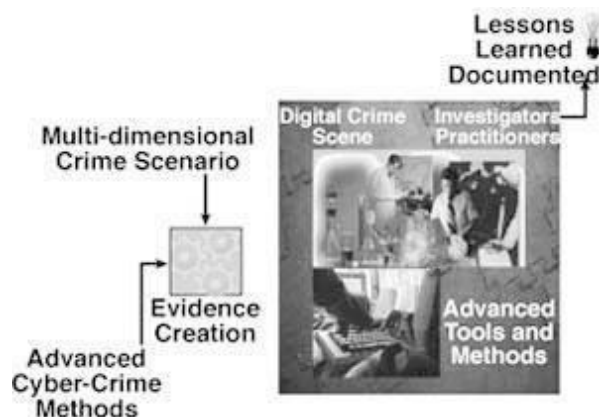 Lessons
Learned
Documented
Digital Crime
Scene
Investigators
Practitioners
Multi-dimensional
Crime Scenario
Evidence
Creation
Advanced
Tools and
Methods
Advanced
Cyber-Crime
Methods